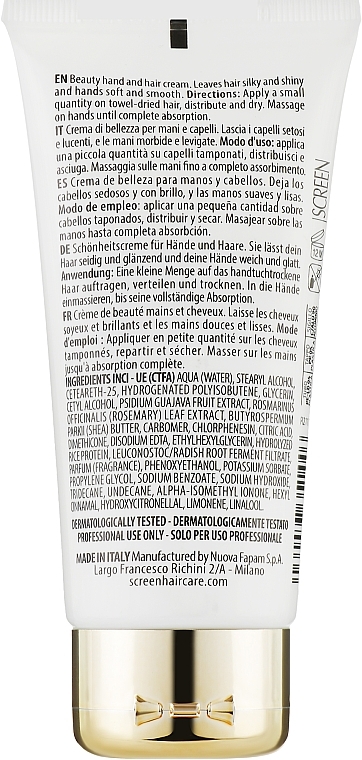 EN Beauty hand and hair cream. Leaves hair silky and shiny
and hands soft and smooth. Directions: Apply a small
quantity on towel-dried hair, distribute and dry. Massage
on hands until complete absorption.
IT Crema di bellezza per mani e capelli. Lascia i capelli setosi
e lucenti, e le mani morbide e levigate. Modo d'uso: applica
una piccola quantità su capelli tamponati, distribuisci e
asciuga. Massaggia sulle mani fino a completo assorbimento.
ES Crema de belleza para manos y cabellos. Deja los
cabellos sedosos y con brillo, y las manos suaves y lisas.
Modo de empleo: aplicar una pequeña cantidad sobre
cabellos taponados, distribuir y secar. Masajear sobre las
manos hasta completa absorción.
DE Schönheitscreme für Hände und Haare. Sie lässt dein
Haar seidig und glänzend und deine Hände weich und glatt.
Anwendung: Eine kleine Menge auf das handtuchtrockene
Haar auftragen, verteilen und trocknen. In die Hände
einmassieren, bis seine vollständige Absorption.
FR Crème de beauté mains et cheveux. Laisse les cheveux
soyeux et brillants et les mains douces et lisses. Mode
d'emploi : Appliquer en petite quantité sur les cheveux
tamponnés, repartir et sécher. Masser sur les mains
jusqu'à absorption complète.
INGREDIENTS INCI - UE (CTFA) AQUA (WATER), STEARYL ALCOHOL,
CETEARETH-25, HYDROGENATED POLYISOBUTENE, GLYCERIN,
CETYL ALCOHOL, PSIDIUM GUAJAVA FRUIT EXTRACT, ROSMARINUS
OFFICINALIS (ROSEMARY) LEAF EXTRACT, BUTYROSPERMUM
PARKII (SHEA) BUTTER, CARBOMER, CHLORPHENESIN, CITRIC ACID,
DIMETHICONE, DISODIUM EDTA, ETHYLHEXYLGLYCERIN, HYDROLYZED
RICE PROTEIN, LEUCONOSTOC/RADISH ROOT FERMENT FILTRATE,
PARFUM (FRAGRANCE), PHENOXYETHANOL, POTASSIUM SORBATE,
PROPYLENE GLYCOL, SODIUM BENZOATE, SODIUM HYDROXIDE,
TRIDECANE, UNDECANE, ALPHA-ISOMETHYL IONONE, HEXYL
CINNAMAL, HYDROXYCITRONELLAL, LIMONENE, LINALOOL.
DERMATOLOGICALLY TESTED - DERMATOLOGICAMENTE TESTATO
PROFESSIONAL USE ONLY - SOLO PER USO PROFESSIONALE
MADE IN ITALY Manufactured by Nuova Fapam S.p.A.
Largo Francesco Richini 2/A - Milano
screenhaircare.com
SCREEN